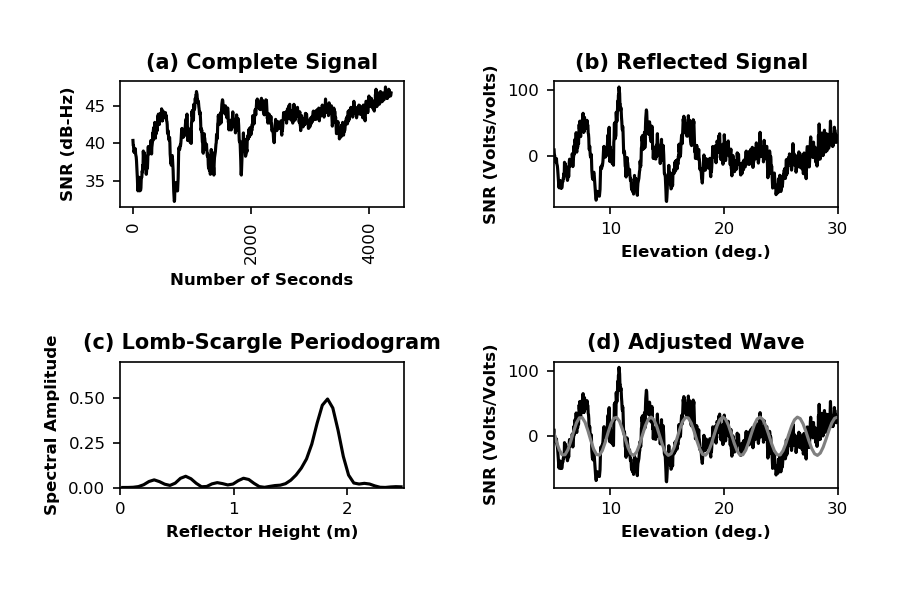 (a) Complete Signal
SNR (dB-Hz)
45
40
35
0
2000
4000
Number of Seconds
(b) Reflected Signal
SNR (Volts/volts)
100
0
10
20
30
Elevation (deg.)
(c) Lomb-Scargle Periodogram
Spectral Amplitude
0.50
0.25
0.00
0
1
2
Reflector Height (m)
(d) Adjusted Wave
SNR (Volts/Volts)
100
0
10
20
30
Elevation (deg.)